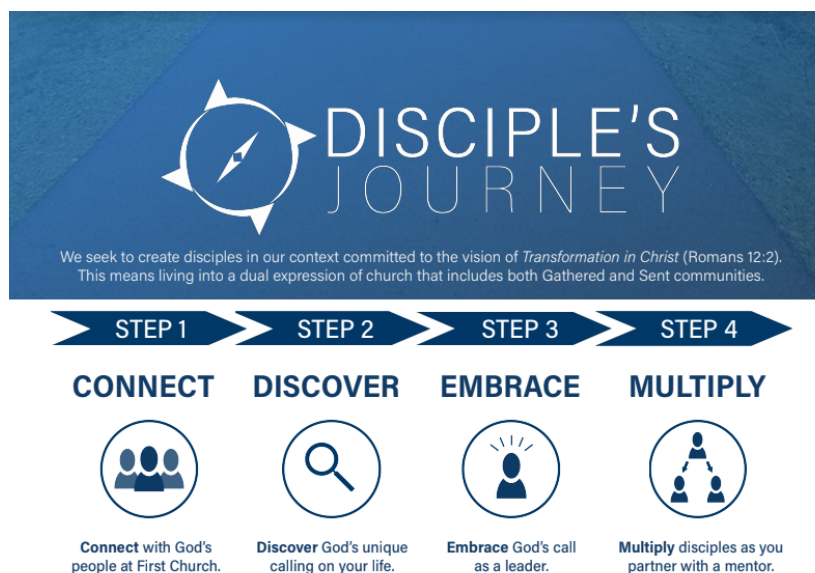 DISCIPLE'S
JOURNEY
We seek to create disciples in our context committed to the vision of Transformation in Christ (Romans 12:2).
This means living into a dual expression of church that includes both Gathered and Sent communities.
STEP 1
STEP 2
STEP 3
STEP 4
CONNECT
DISCOVER
EMBRACE
MULTIPLY
Connect with God's
people at First Church.
Discover God's unique
calling on your life.
Embrace God's call
as a leader.
Multiply disciples as you
partner with a mentor.